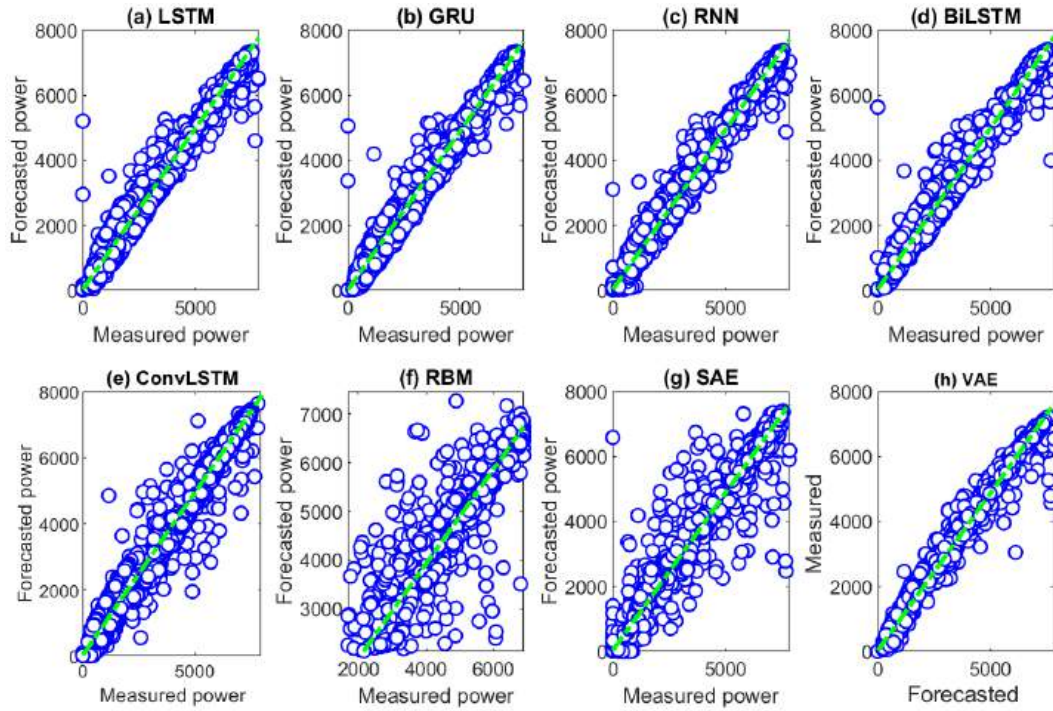 (a) LSTM
(b) GRU
(c) RNN
(d) BiLSTM
8000
6000
4000
2000
0
Forecasted power
0
5000
Measured power
8000
6000
4000
2000
0
Forecasted power
0
5000
Measured power
8000
6000
4000
2000
0
Forecasted power
0
5000
Measured power
8000
6000
4000
2000
0
Forecasted power
0
5000
Measured power
(e) ConvLSTM
(f) RBM
(g) SAE
(h) VAE
8000
6000
4000
2000
0
Forecasted power
0
5000
Measured power
7000
6000
5000
4000
3000
Forecasted power
2000
4000
6000
Measured power
8000
6000
4000
2000
0
Forecasted power
0
5000
Measured power
8000
6000
4000
2000
0
Measured
0
5000
Forecasted